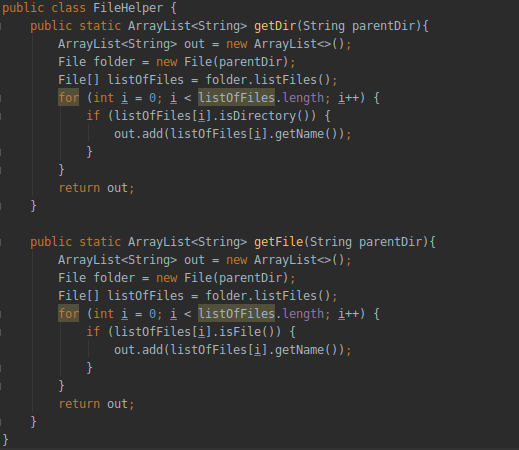 public class FileHelper {
    public static ArrayList<String> getDir(String parentDir){
        ArrayList<String> out = new ArrayList<>();
        File folder = new File(parentDir);
        File[] listOfFiles = folder.listFiles();
        for (int i = 0; i < listOfFiles.length; i++) {
            if (listOfFiles[i].isDirectory()) {
                out.add(listOfFiles[i].getName());
            }
        }
        return out;
    }

    public static ArrayList<String> getFile(String parentDir){
        ArrayList<String> out = new ArrayList<>();
        File folder = new File(parentDir);
        File[] listOfFiles = folder.listFiles();
        for (int i = 0; i < listOfFiles.length; i++) {
            if (listOfFiles[i].isFile()) {
                out.add(listOfFiles[i].getName());
            }
        }
        return out;
    }
}